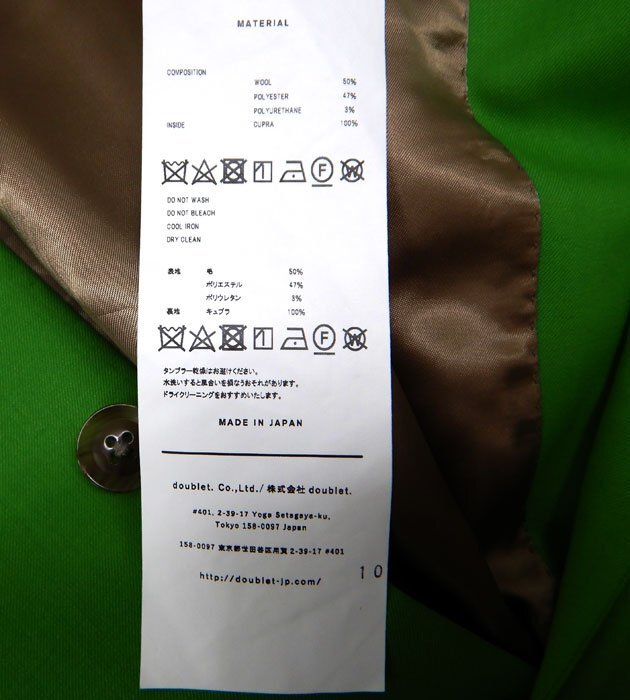 MATERIAL
COMPOSITION
WOOL 50%
POLYESTER 47%
POLYURETHANE 3%
INSIDE CUPRA 100%
F W
DO NOT WASH
DO NOT BLEACH
COOL IRON
DRY CLEAN
表地 毛 50%
ポリエステル 47%
ポリウレタン 3%
裏地 キュプラ 100%
F W
タンブラー乾燥はお避けください。
水洗いすると風合いを損なうおそれがあります。
ドライクリーニングをおすすめいたします。
MADE IN JAPAN
doublet. Co.,Ltd./ 株式会社 doublet.
#401, 2-39-17 Yoga Setagaya-ku,
Tokyo 158-0097 Japan
158-0097 東京都世田谷区用賀 2-39-17 #401
http://doublet-jp.com/
10